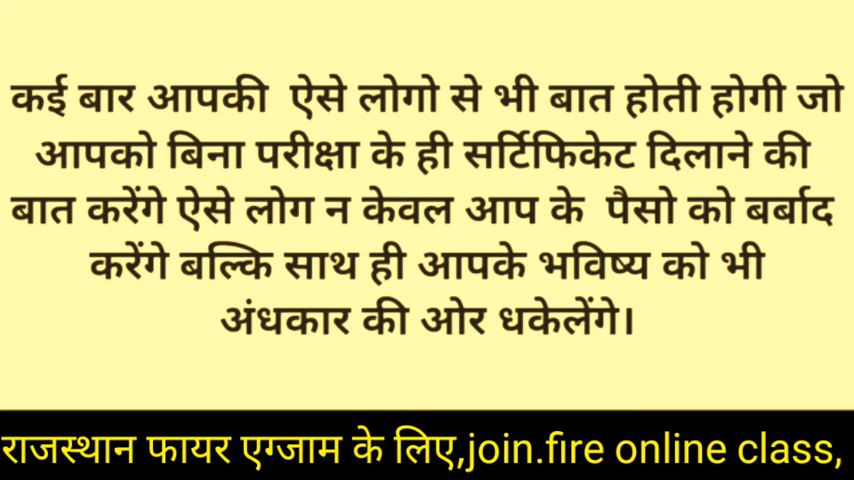 कई बार आपकी ऐसे लोगो से भी बात होती होगी जो
आपको बिना परीक्षा के ही सर्टिफिकेट दिलाने की
बात करेंगे ऐसे लोग न केवल आप के पैसो को बर्बाद
करेंगे बल्कि साथ ही आपके भविष्य को भी
अंधकार की ओर धकेलेंगे।
राजस्थान फायर एग्जाम के लिए,join.fire online class,